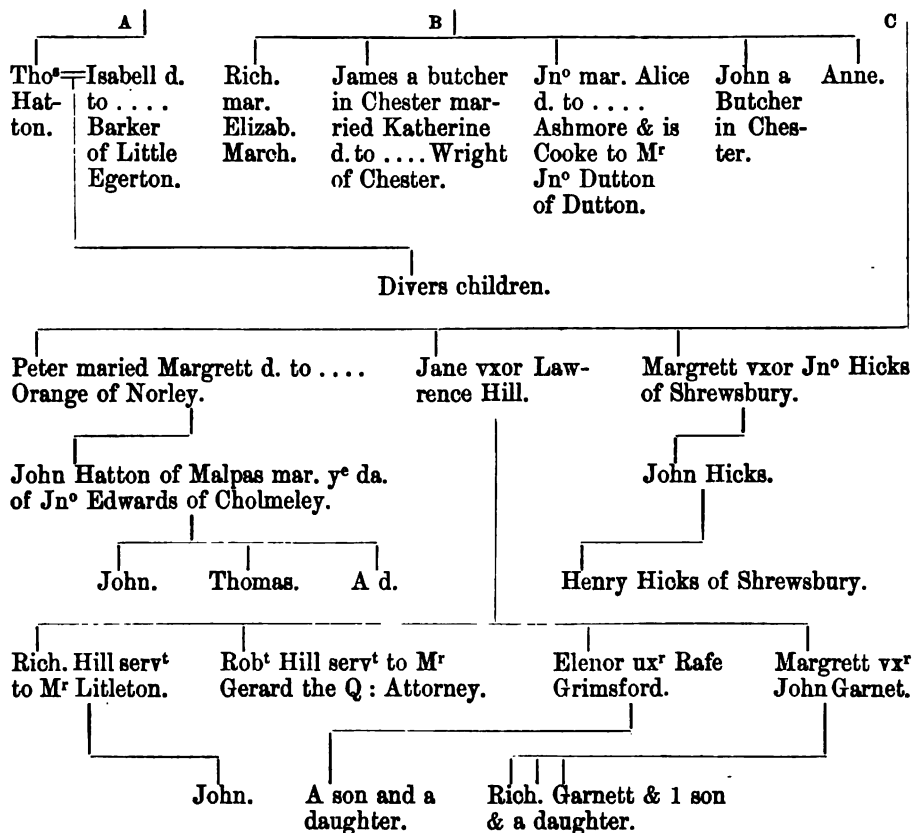 A B C
Thoˢ=Isabell d.
Hat-
ton.
to . . . .
Barker
of Little
Egerton.
Rich.
mar.
Elizab.
March.
James a butcher
in Chester mar-
ried Katherine
d. to . . . . Wright
of Chester.
Jnᵒ mar. Alice
d. to . . . .
Ashmore & is
Cooke to Mʳ
Jnᵒ Dutton
of Dutton.
John a
Butcher
in Ches-
ter.
Anne.
Divers children.
Peter maried Margrett d. to . . . .
Orange of Norley.
Jane vxor Law-
rence Hill.
Margrett vxor Jnᵒ Hicks
of Shrewsbury.
John Hatton of Malpas mar. yᵉ da.
of Jnᵒ Edwards of Cholmeley.
John Hicks.
John. Thomas. A d.
Henry Hicks of Shrewsbury.
Rich. Hill servᵗ
to Mʳ Litleton.
Robᵗ Hill servᵗ to Mʳ
Gerard the Q : Attorney.
Elenor uxʳ Rafe
Grimsford.
Margrett vxʳ
John Garnet.
John.
A son and a
daughter.
Rich. Garnett & 1 son
& a daughter.